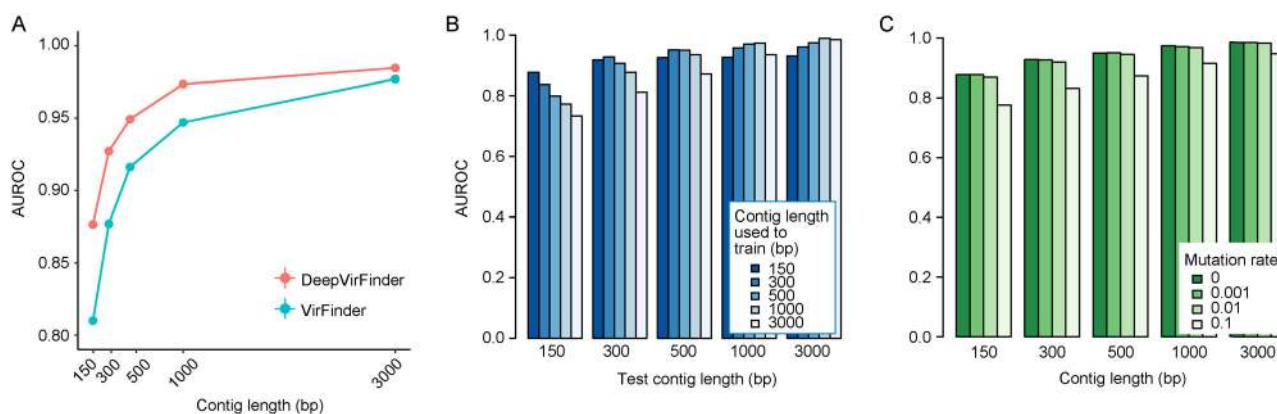 A
1.00
0.95
0.90
0.85
0.80
AUROC
150
300
500
1000
3000
Contig length (bp)
DeepVirFinder
VirFinder
B
1.0
0.8
0.6
0.4
0.2
0.0
AUROC
150
300
500
1000
3000
Test contig length (bp)
Contig length
used to
train (bp)
150
300
500
1000
3000
C
1.0
0.8
0.6
0.4
0.2
0.0
150
300
500
1000
3000
Contig length (bp)
Mutation rate
0
0.001
0.01
0.1